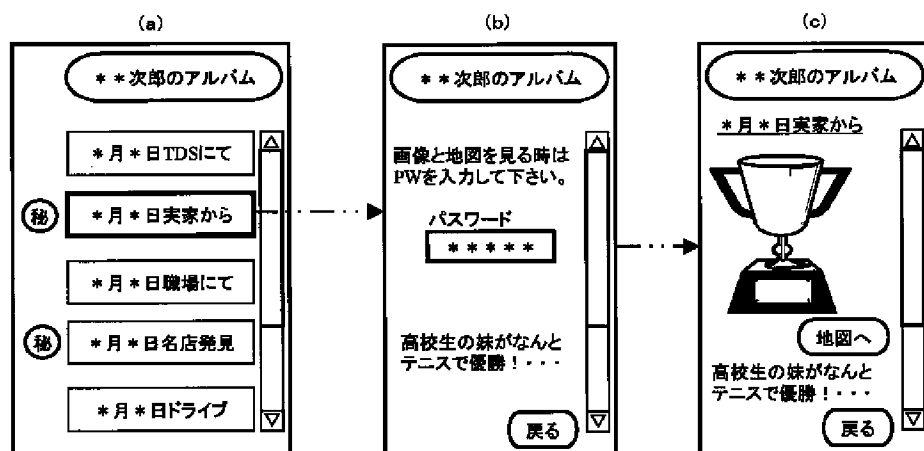 (a)
＊＊次郎のアルバム
＊月＊日TDSにて
秘
＊月＊日実家から
＊月＊日職場にて
秘
＊月＊日名店発見
＊月＊日ドライブ
(b)
＊＊次郎のアルバム
画像と地図を見る時は
PWを入力して下さい。
パスワード
＊＊＊＊＊
高校生の妹がなんと
テニスで優勝！・・・
戻る
(c)
＊＊次郎のアルバム
＊月＊日実家から
地図へ
高校生の妹がなんと
テニスで優勝！・・・
戻る